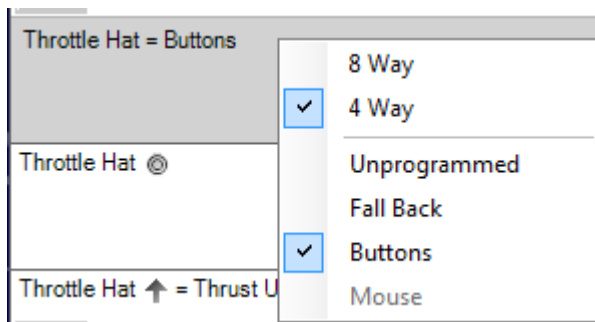 Throttle Hat = Buttons
8 Way
4 Way
Throttle Hat
Unprogrammed
Fall Back
Buttons
Throttle Hat = Thrust U
Mouse